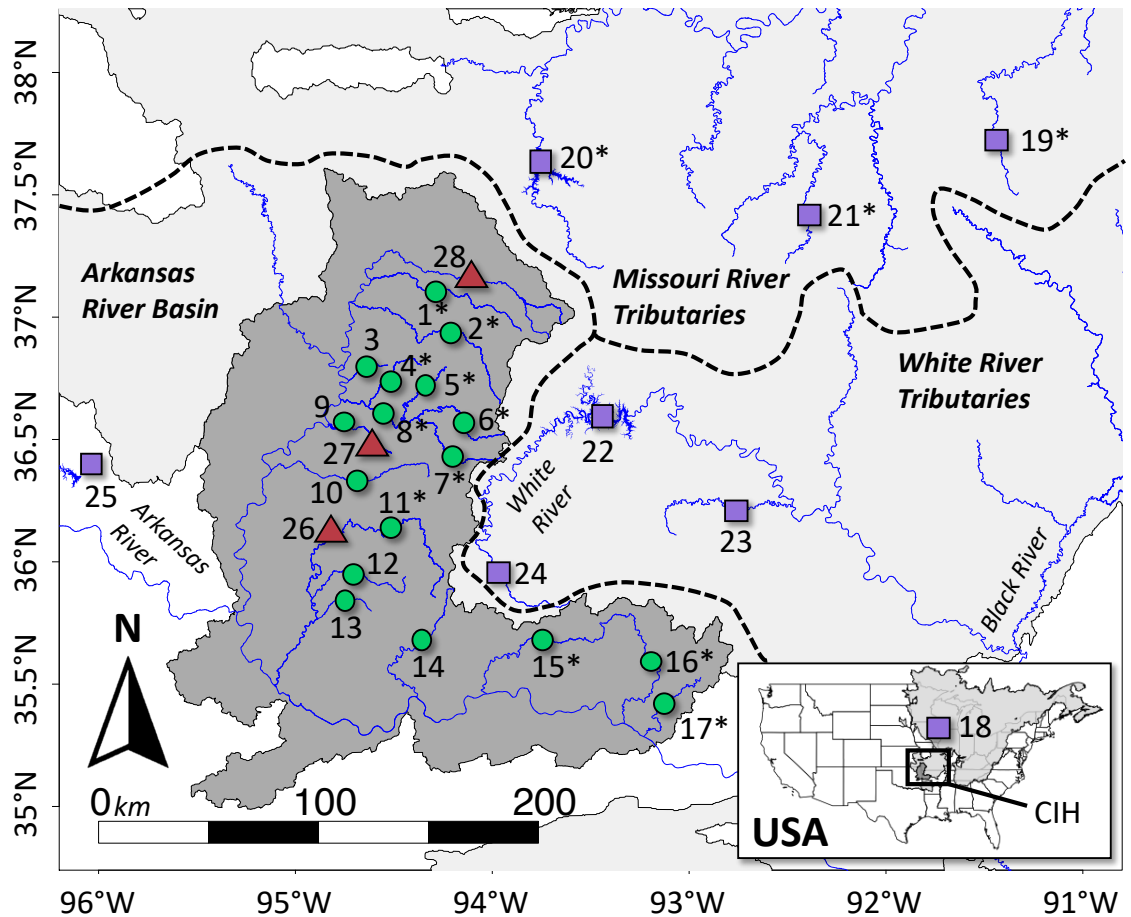 38°N
37.5°N
37°N
36.5°N
36°N
35.5°N
35°N
20*
19*
21*
28
Arkansas
River Basin
Missouri River
Tributaries
1*
2*
3
4*
5*
White River
Tributaries
9
8*
6*
27
7*
22
25
10
White
River
Arkansas
River
11*
26
23
12
24
13
Black River
N
14
15*
16*
17*
18
CIH
USA
0 km
100
200
96°W
95°W
94°W
93°W
92°W
91°W